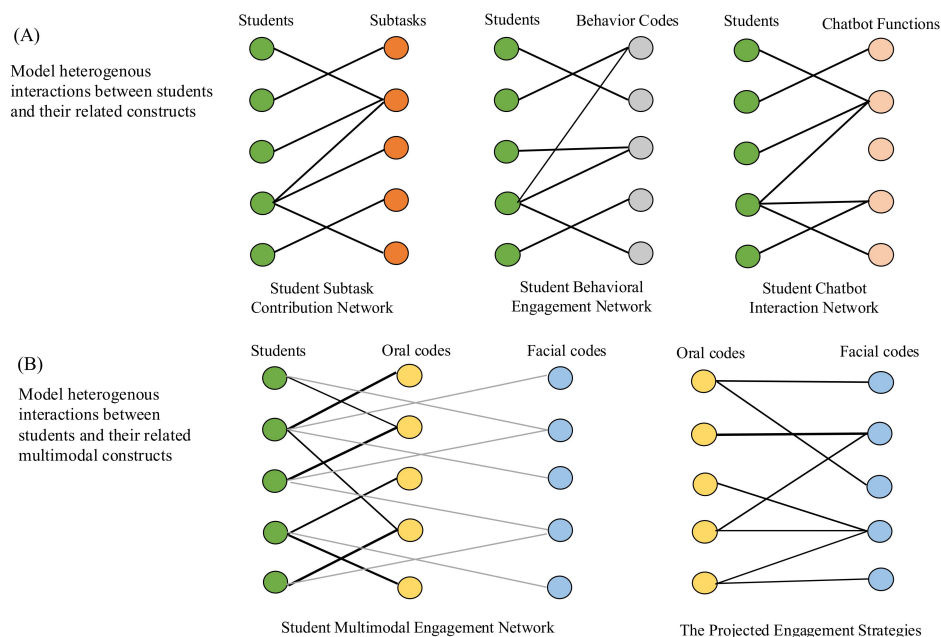 (A)
Model heterogenous
interactions between students
and their related constructs
Students
Subtasks
Student Subtask
Contribution Network
Students
Behavior Codes
Student Behavioral
Engagement Network
Students
Chatbot Functions
Student Chatbot
Interaction Network
(B)
Model heterogenous
interactions between
students and their related
multimodal constructs
Students
Oral codes
Facial codes
Student Multimodal Engagement Network
Oral codes
Facial codes
The Projected Engagement Strategies